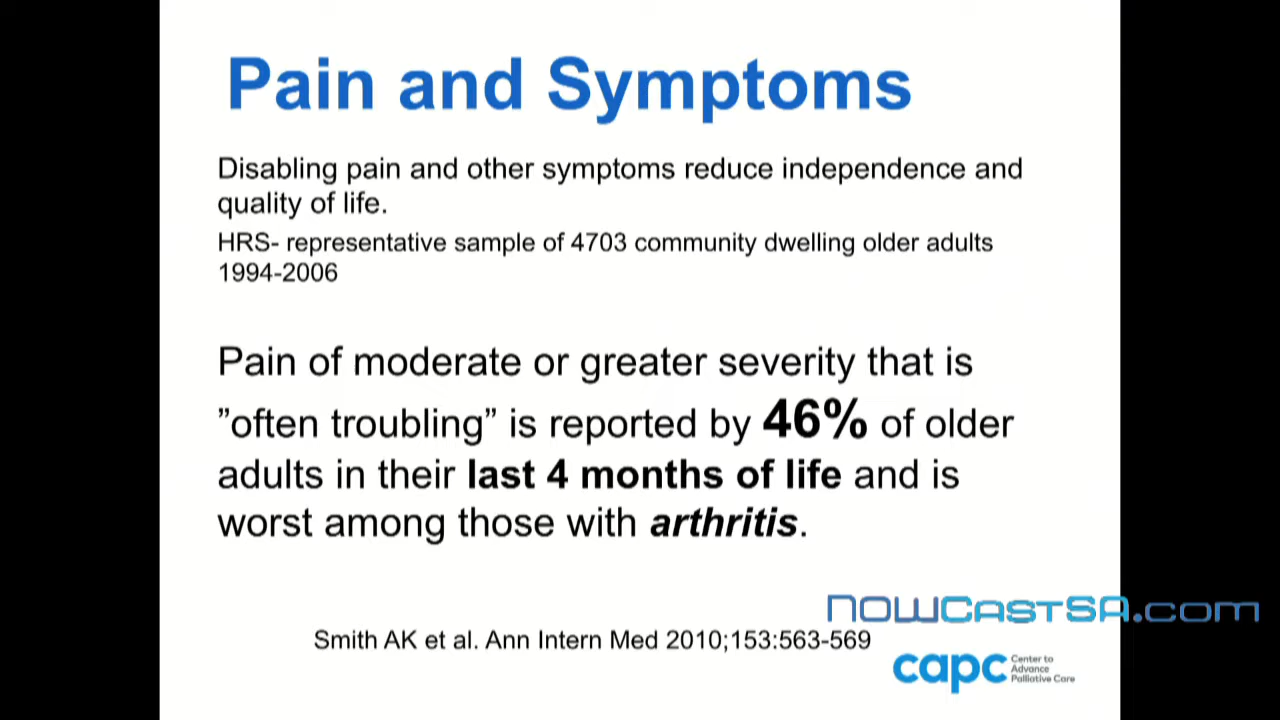 Pain and Symptoms
Disabling pain and other symptoms reduce independence and
quality of life.
HRS- representative sample of 4703 community dwelling older adults
1994-2006
Pain of moderate or greater severity that is
”often troubling” is reported by 46% of older
adults in their last 4 months of life and is
worst among those with arthritis.
NOWCastSA.com
Smith AK et al. Ann Intern Med 2010;153:563-569
capc
Center to
Advance
Palliative Care